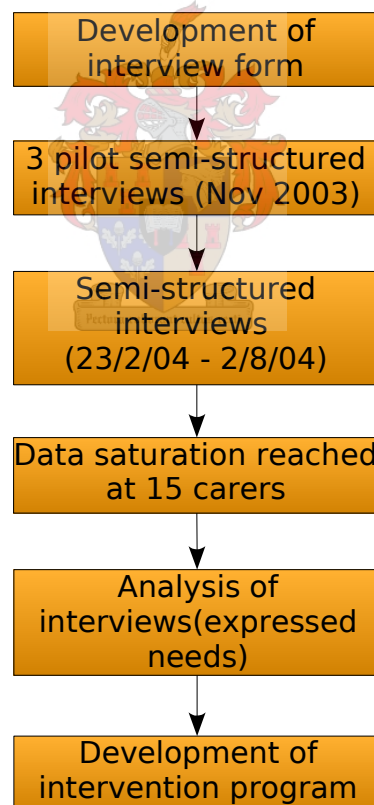 Development of
interview form
3 pilot semi-structured
interviews (Nov 2003)
Semi-structured
interviews
(23/2/04 - 2/8/04)
Data saturation reached
at 15 carers
Analysis of
interviews(expressed
needs)
Development of
intervention program